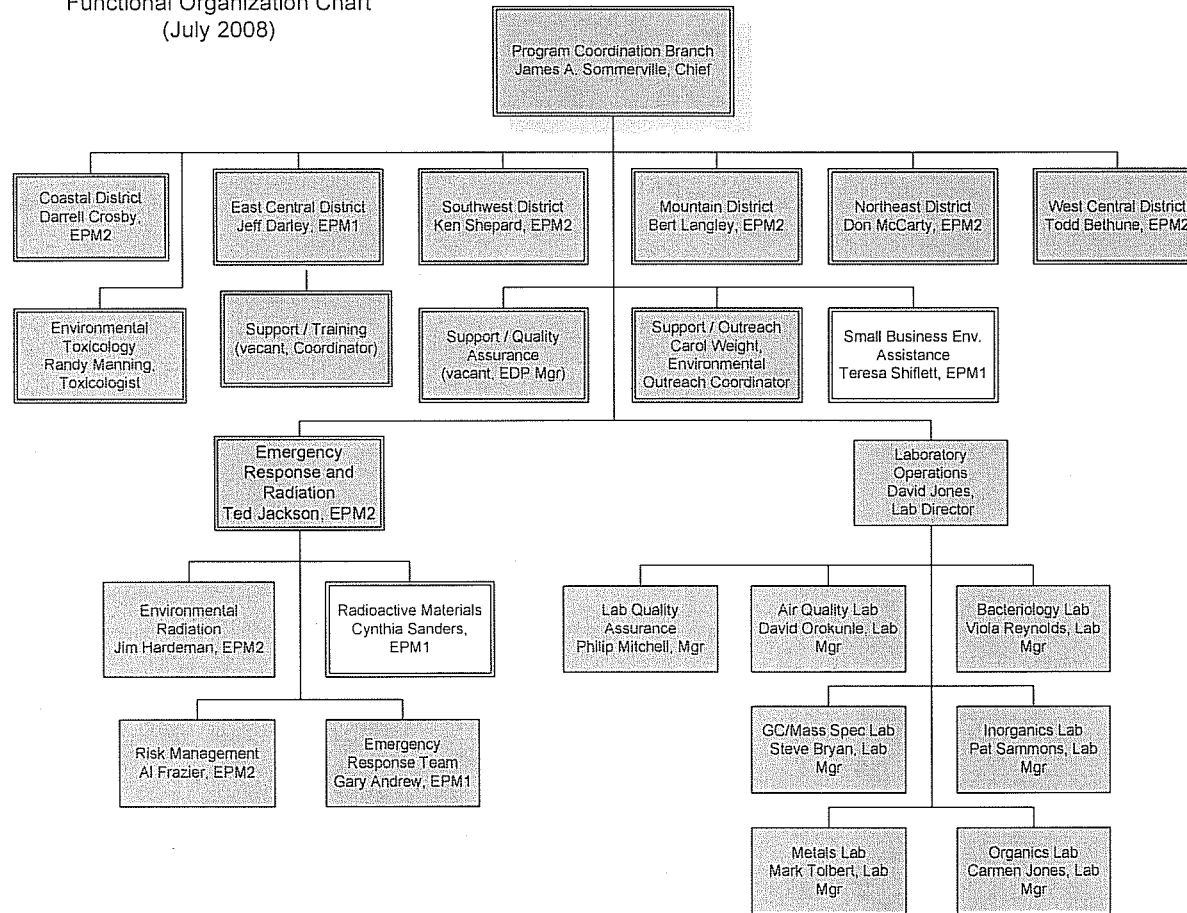 Functional Organization Chart
(July 2008)
Program Coordination Branch
James A. Sommerville, Chief
Coastal District
Darrell Crosby,
EPM2
East Central District
Jeff Darley, EPM1
Southwest District
Ken Shepard, EPM2
Mountain District
Bert Langley, EPM2
Northeast District
Don McCarty, EPM2
West Central District
Todd Bethune, EPM2
Environmental
Toxicology
Randy Manning,
Toxicologist
Support / Training
(vacant, Coordinator)
Support / Quality
Assurance
(vacant, EDP Mgr)
Support / Outreach
Carol Weight,
Environmental
Outreach Coordinator
Small Business Env.
Assistance
Teresa Shiflett, EPM1
Emergency
Response and
Radiation
Ted Jackson, EPM2
Laboratory
Operations
David Jones,
Lab Director
Environmental
Radiation
Jim Hardeman, EPM2
Radioactive Materials
Cynthia Sanders,
EPM1
Lab Quality
Assurance
Philip Mitchell, Mgr
Air Quality Lab
David Orokunle, Lab
Mgr
Bacteriology Lab
Viola Reynolds, Lab
Mgr
Risk Management
Al Frazier, EPM2
Emergency
Response Team
Gary Andrew, EPM1
GC/Mass Spec Lab
Steve Bryan, Lab
Mgr
Inorganics Lab
Pat Sammons, Lab
Mgr
Metals Lab
Mark Tolbert, Lab
Mgr
Organics Lab
Carmen Jones, Lab
Mgr